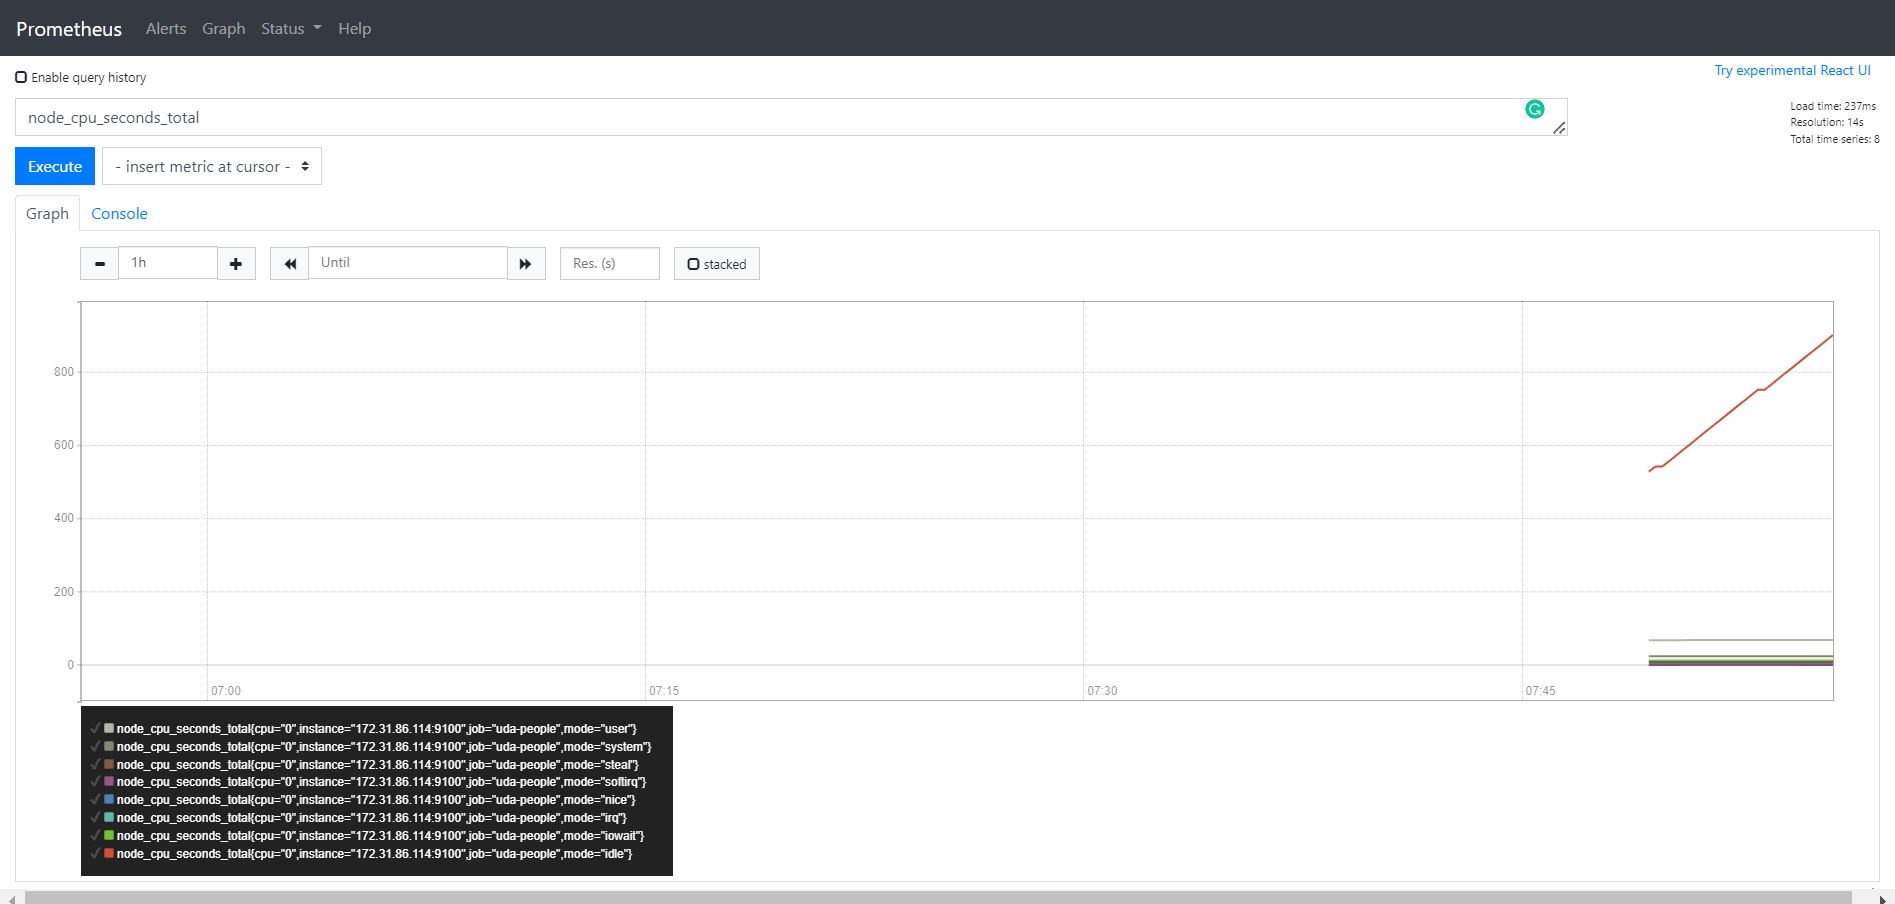 Prometheus Alerts Graph Status Help
Enable query history
Try experimental React UI
node_cpu_seconds_total
Load time: 237ms
Resolution: 14s
Total time series: 8
Execute - insert metric at cursor -
Graph Console
1h Until Res. (s) stacked
800
600
400
200
0
07:00 07:15 07:30 07:45
node_cpu_seconds_total{cpu="0",instance="172.31.86.114:9100",job="uda-people",mode="user"}
node_cpu_seconds_total{cpu="0",instance="172.31.86.114:9100",job="uda-people",mode="system"}
node_cpu_seconds_total{cpu="0",instance="172.31.86.114:9100",job="uda-people",mode="steal"}
node_cpu_seconds_total{cpu="0",instance="172.31.86.114:9100",job="uda-people",mode="softirq"}
node_cpu_seconds_total{cpu="0",instance="172.31.86.114:9100",job="uda-people",mode="nice"}
node_cpu_seconds_total{cpu="0",instance="172.31.86.114:9100",job="uda-people",mode="irq"}
node_cpu_seconds_total{cpu="0",instance="172.31.86.114:9100",job="uda-people",mode="iowait"}
node_cpu_seconds_total{cpu="0",instance="172.31.86.114:9100",job="uda-people",mode="idle"}